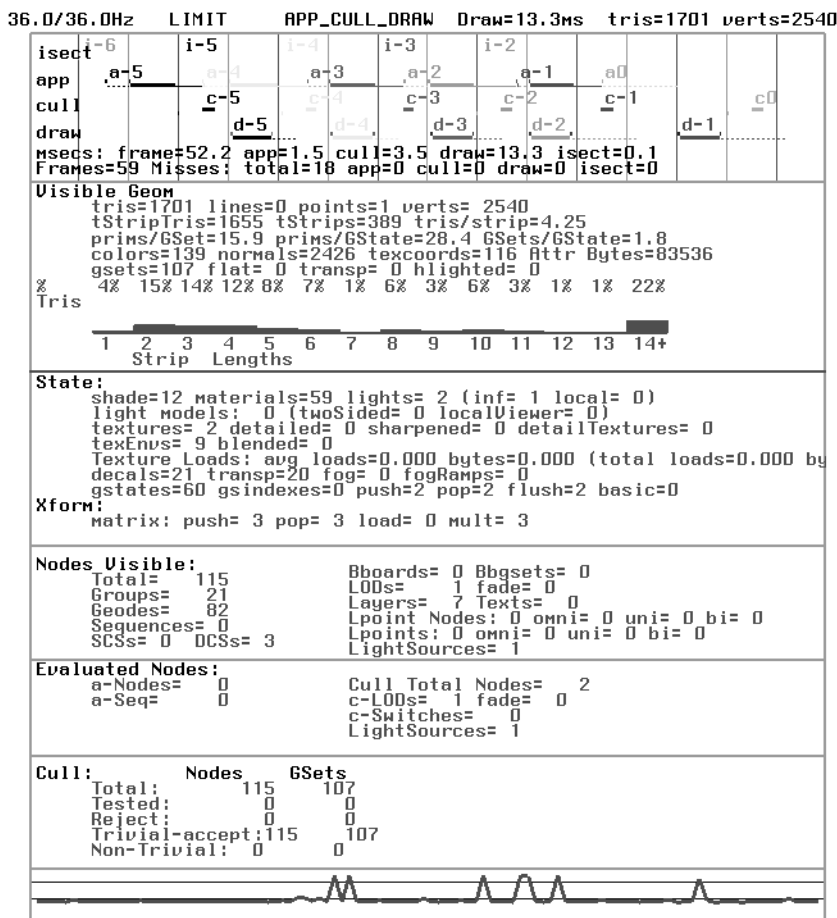 36.0/36.0Hz LIMIT APP_CULL_DRAW Draw=13.3ms tris=1701 verts=2540
isect i-6 i-5 i-4 i-3 i-2
app a-5 a-4 a-3 a-2 a-1 a0
cull c-5 c-4 c-3 c-2 c-1 c0
draw d-5 d-4 d-3 d-2 d-1
msecs: frame=52.2 app=1.5 cull=3.5 draw=13.3 isect=0.1
Frames=59 Misses: total=18 app=0 cull=0 draw=0 isect=0
Visible Geom
tris=1701 lines=0 points=1 verts= 2540
tStripTris=1655 tStrips=389 tris/strip=4.25
prims/GSet=15.9 prims/GState=28.4 GSets/GState=1.8
colors=139 normals=2426 texcoords=116 Attr Bytes=83536
gsets=107 flat= 0 transp= 0 hlighted= 0
% 4% 15% 14% 12% 8% 7% 1% 6% 3% 6% 3% 1% 1% 22%
Tris
1 2 3 4 5 6 7 8 9 10 11 12 13 14+
Strip Lengths
State:
shade=12 materials=59 lights= 2 (inf= 1 local= 0)
light models: 0 (twoSided= 0 localViewer= 0)
textures= 2 detailed= 0 sharpened= 0 detailTextures= 0
texEnvs= 9 blended= 0
Texture Loads: avg loads=0.000 bytes=0.000 (total loads=0.000 by
decals=21 transp=20 fog= 0 fogRamps= 0
gstates=60 gsindexes=0 push=2 pop=2 flush=2 basic=0
Xform:
matrix: push= 3 pop= 3 load= 0 mult= 3
Nodes Visible:
Total= 115
Groups= 21
Geodes= 82
Sequences= 0
SCSs= 0 DCSs= 3
Bboards= 0 Bbgsets= 0
LODs= 1 fade= 0
Layers= 7 Texts= 0
Lpoint Nodes: 0 omni= 0 uni= 0 bi= 0
Lpoints: 0 omni= 0 uni= 0 bi= 0
LightSources= 1
Evaluated Nodes:
a-Nodes= 0
a-Seq= 0
Cull Total Nodes= 2
c-LODs= 1 fade= 0
c-Switches= 0
LightSources= 1
Cull: Nodes GSets
Total: 115 107
Tested: 0 0
Reject: 0 0
Trivial-accept:115 107
Non-Trivial: 0 0